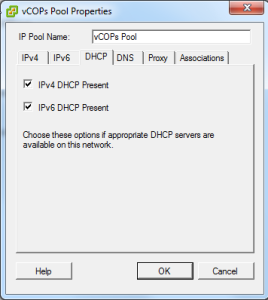 vCOPs Pool Properties
IP Pool Name: vCOPs Pool
IPv4 IPv6 DHCP DNS Proxy Associations
IPv4 DHCP Present
IPv6 DHCP Present
Choose these options if appropriate DHCP servers are
available on this network.
Help OK Cancel